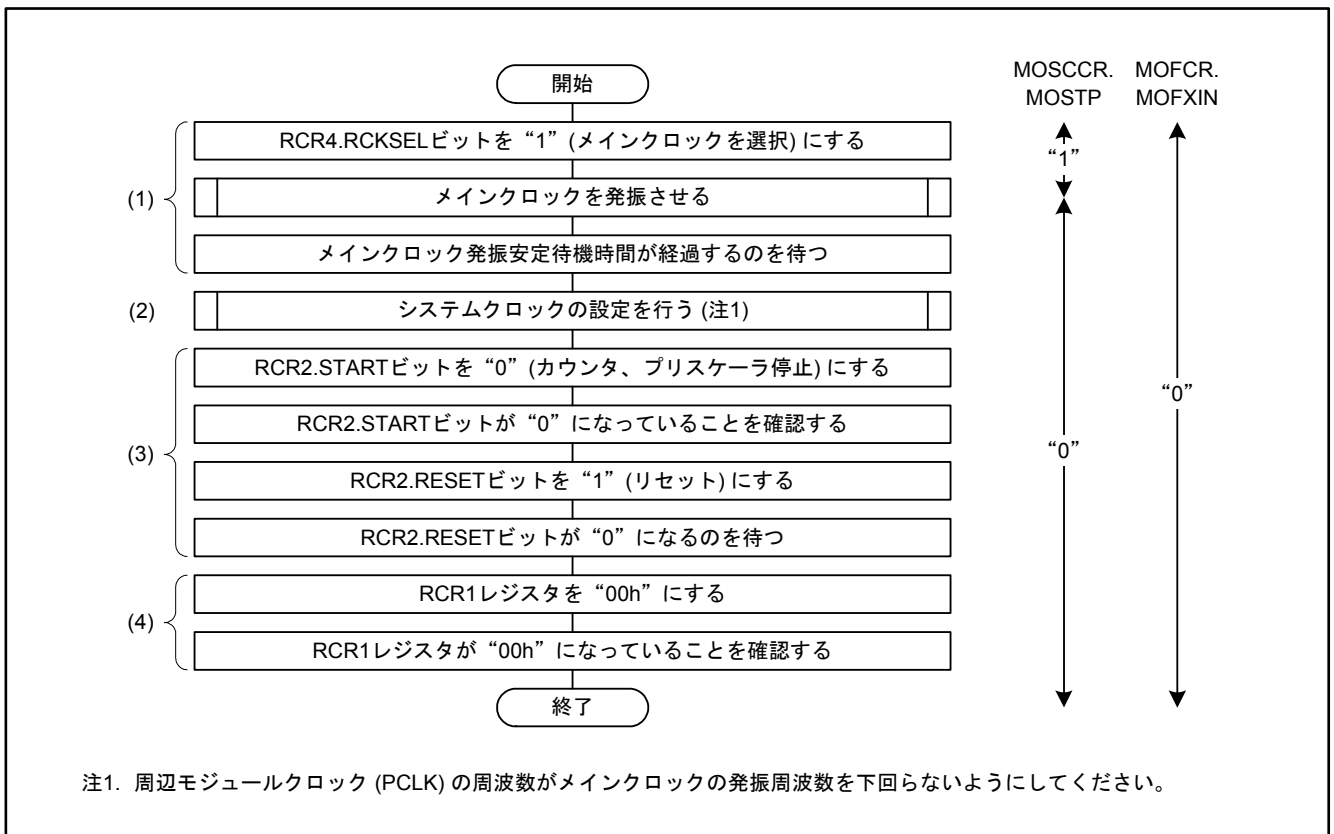 開始
MOSCCR.
MOSTP
MOFCR.
MOFXIN
(1)
RCR4.RCKSELビットを“1”(メインクロックを選択) にする
“1”
メインクロックを発振させる
メインクロック発振安定待機時間が経過するのを待つ
(2)
システムクロックの設定を行う (注1)
(3)
RCR2.STARTビットを“0”(カウンタ、プリスケーラ停止) にする
RCR2.STARTビットが“0”になっていることを確認する
RCR2.RESETビットを“1”(リセット) にする
RCR2.RESETビットが“0”になるのを待つ
“0”
“0”
(4)
RCR1レジスタを“00h”にする
RCR1レジスタが“00h”になっていることを確認する
終了
注1. 周辺モジュールクロック (PCLK) の周波数がメインクロックの発振周波数を下回らないようにしてください。